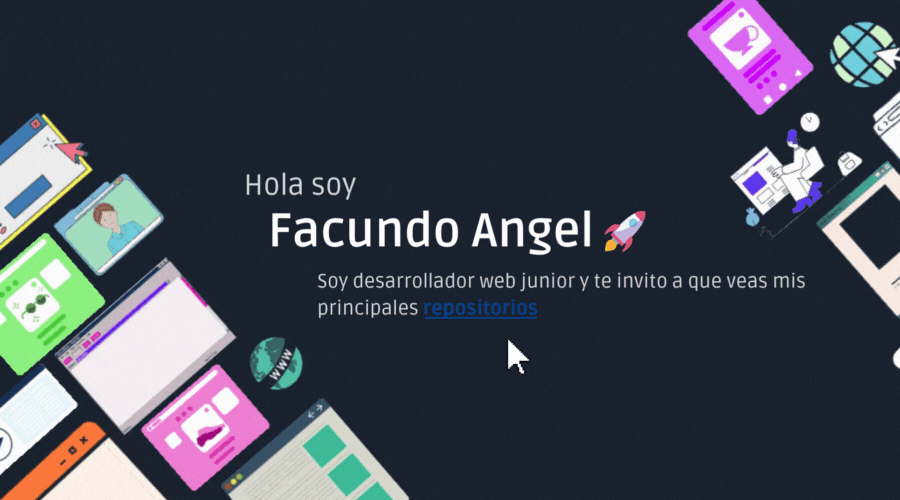 Hola soy
Facundo Angel
Soy desarrollador web junior y te invito a que veas mis
principales repositorios
WWW